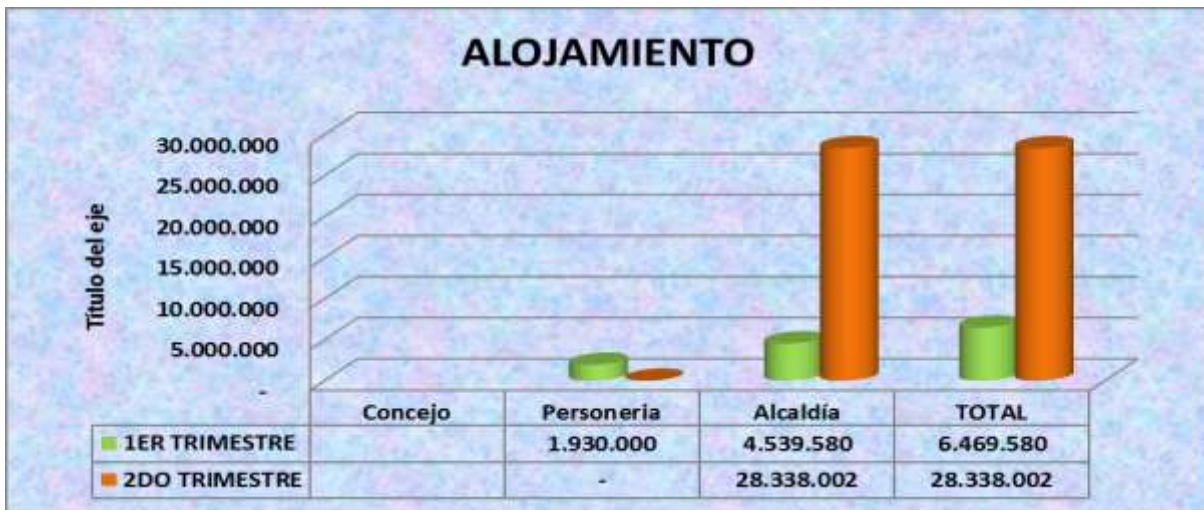 ALOJAMIENTO
Título del eje
30.000.000
25.000.000
20.000.000
15.000.000
10.000.000
5.000.000
-
Concejo Personeria Alcaldía TOTAL
1ER TRIMESTRE 1.930.000 4.539.580 6.469.580
2DO TRIMESTRE - 28.338.002 28.338.002